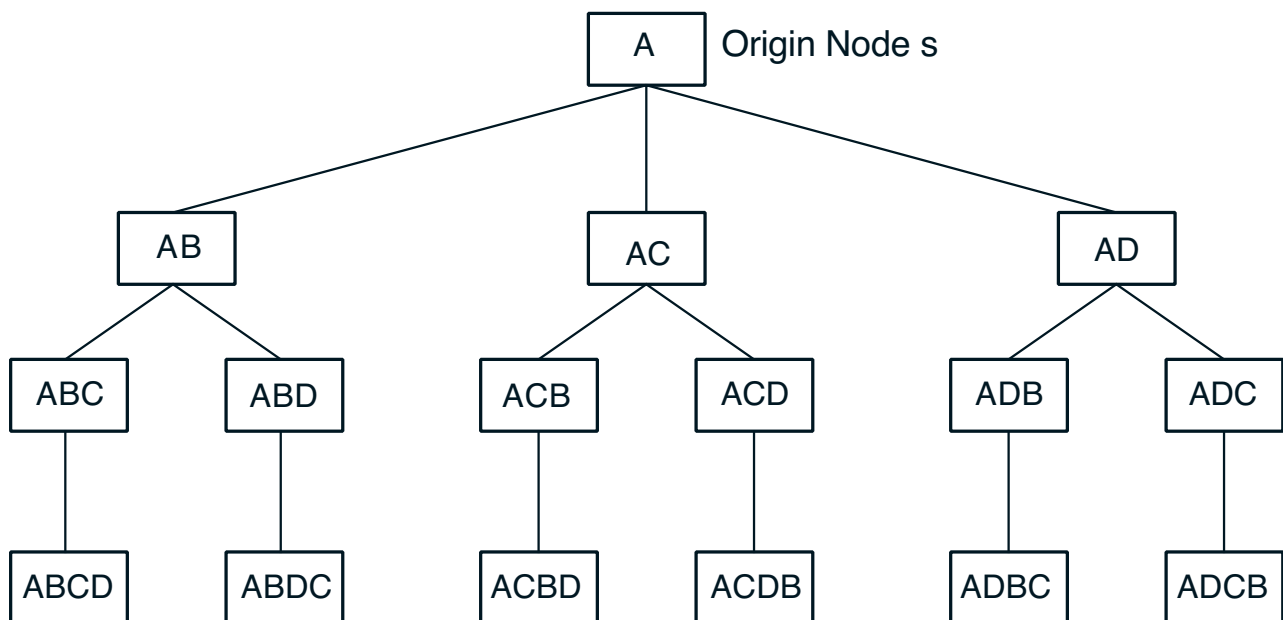 A Origin Node s
AB AC AD
ABC ABD ACB ACD ADB ADC
ABCD ABDC ACBD ACDB ADBC ADCB